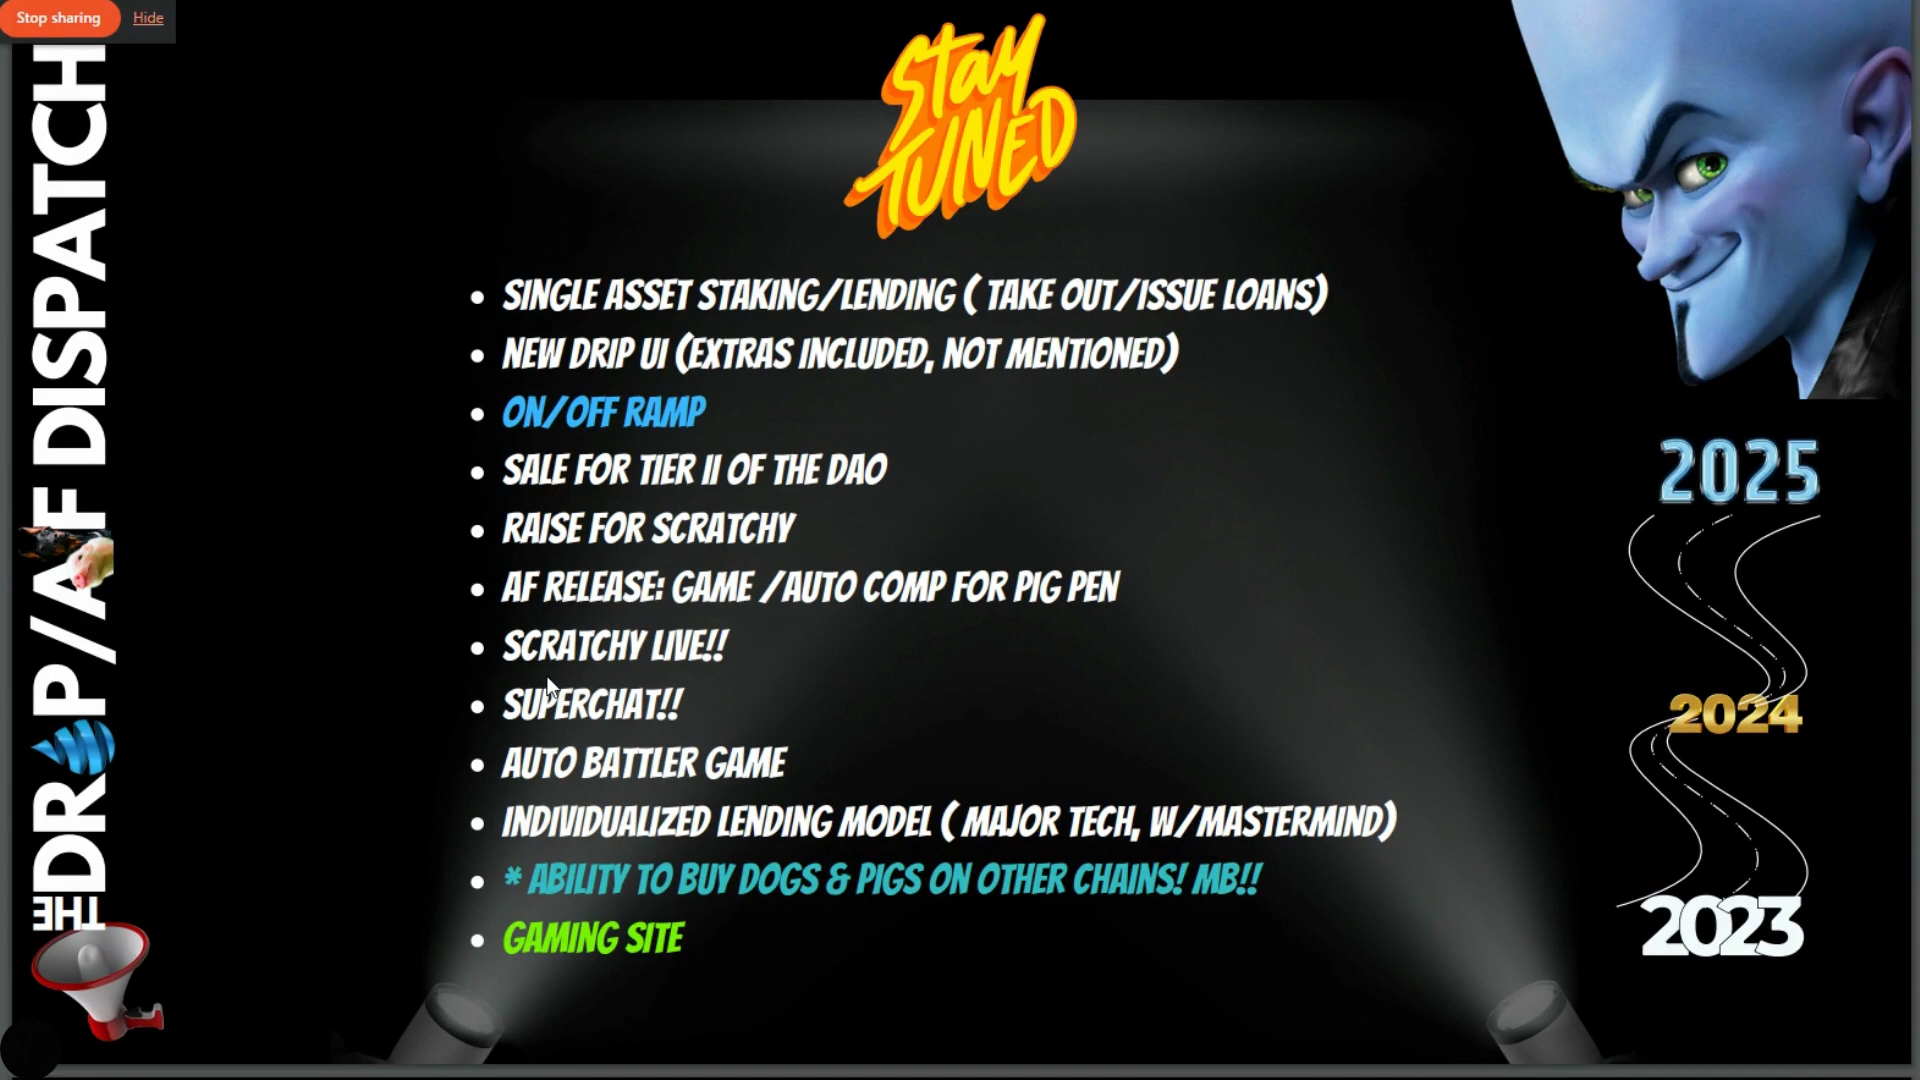 Stop sharing Hide
THE DRIP/AF DISPATCH
Stay
TUNED
SINGLE ASSET STAKING/LENDING ( TAKE OUT/ISSUE LOANS)
NEW DRIP UI (EXTRAS INCLUDED, NOT MENTIONED)
ON/OFF RAMP
SALE FOR TIER II OF THE DAO
RAISE FOR SCRATCHY
AF RELEASE: GAME /AUTO COMP FOR PIG PEN
SCRATCHY LIVE!!
SUPERCHAT!!
AUTO BATTLER GAME
INDIVIDUALIZED LENDING MODEL ( MAJOR TECH, W/MASTERMIND)
* ABILITY TO BUY DOGS & PIGS ON OTHER CHAINS! MB!!
GAMING SITE
2025
2024
2023